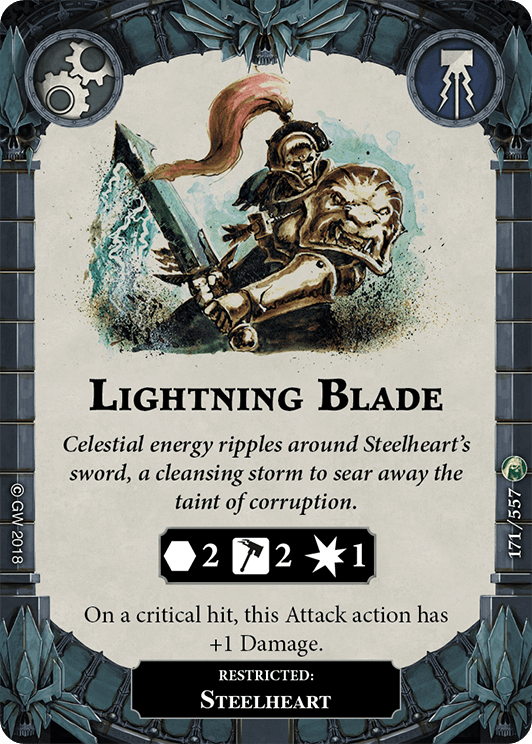 LIGHTNING BLADE
Celestial energy ripples around Steelheart's
sword, a cleansing storm to sear away the
taint of corruption.
2 2 1
On a critical hit, this Attack action has
+1 Damage.
RESTRICTED:
STEELHEART
© GW 2018
171/557